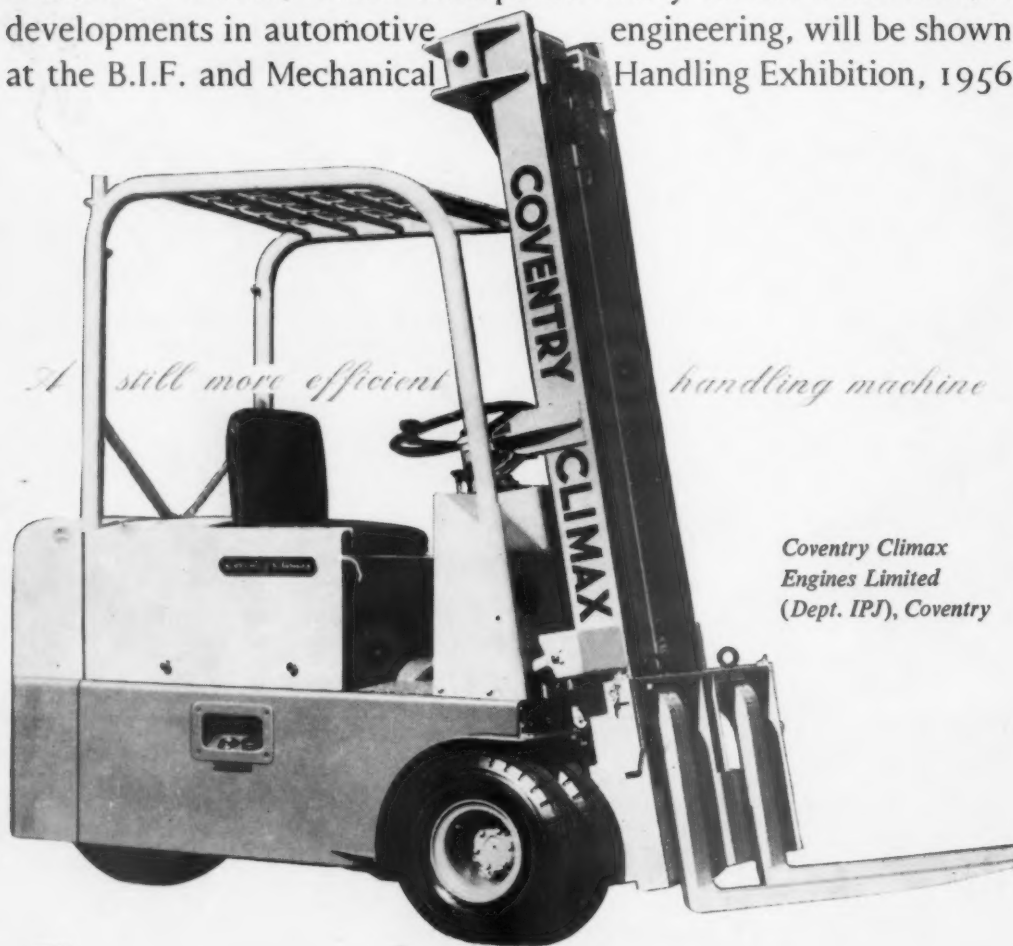 developments in automotive engineering, will be shown
at the B.I.F. and Mechanical Handling Exhibition, 1956
COVENTRY
CLIMAX
A still more efficient handling machine
Coventry Climax
Engines Limited
(Dept. IPJ), Coventry